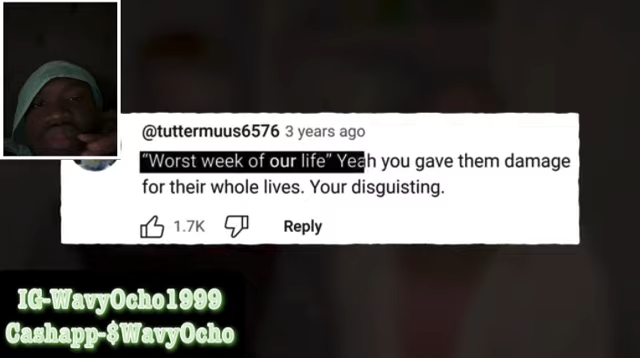 @tuttermuus6576 3 years ago
“Worst week of our life” Yeah you gave them damage
for their whole lives. Your disgusting.
1.7K Reply
IG-WavyOcho1999
Cashapp-$WavyOcho